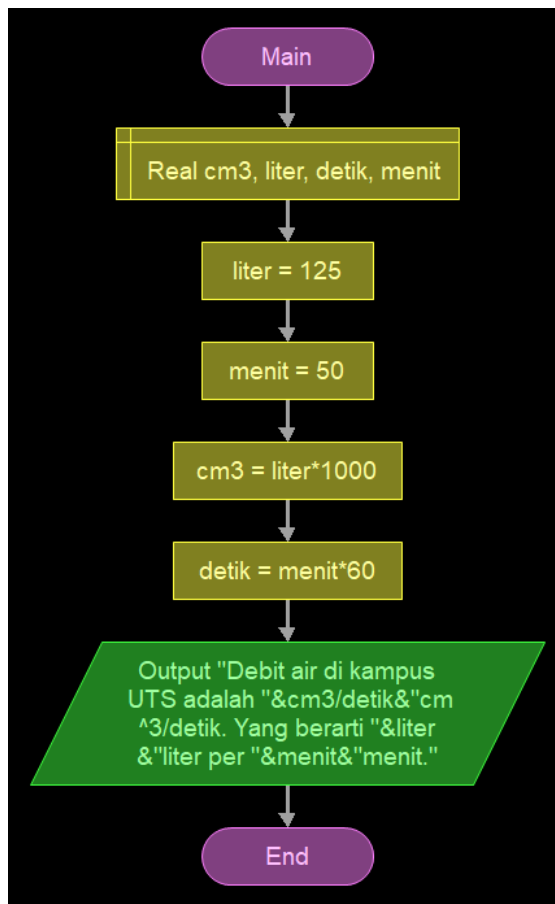 Main
Real cm3, liter, detik, menit
liter = 125
menit = 50
cm3 = liter*1000
detik = menit*60
Output "Debit air di kampus
UTS adalah "&cm3/detik&"cm
^3/detik. Yang berarti "&liter
&"liter per "&menit&"menit."
End